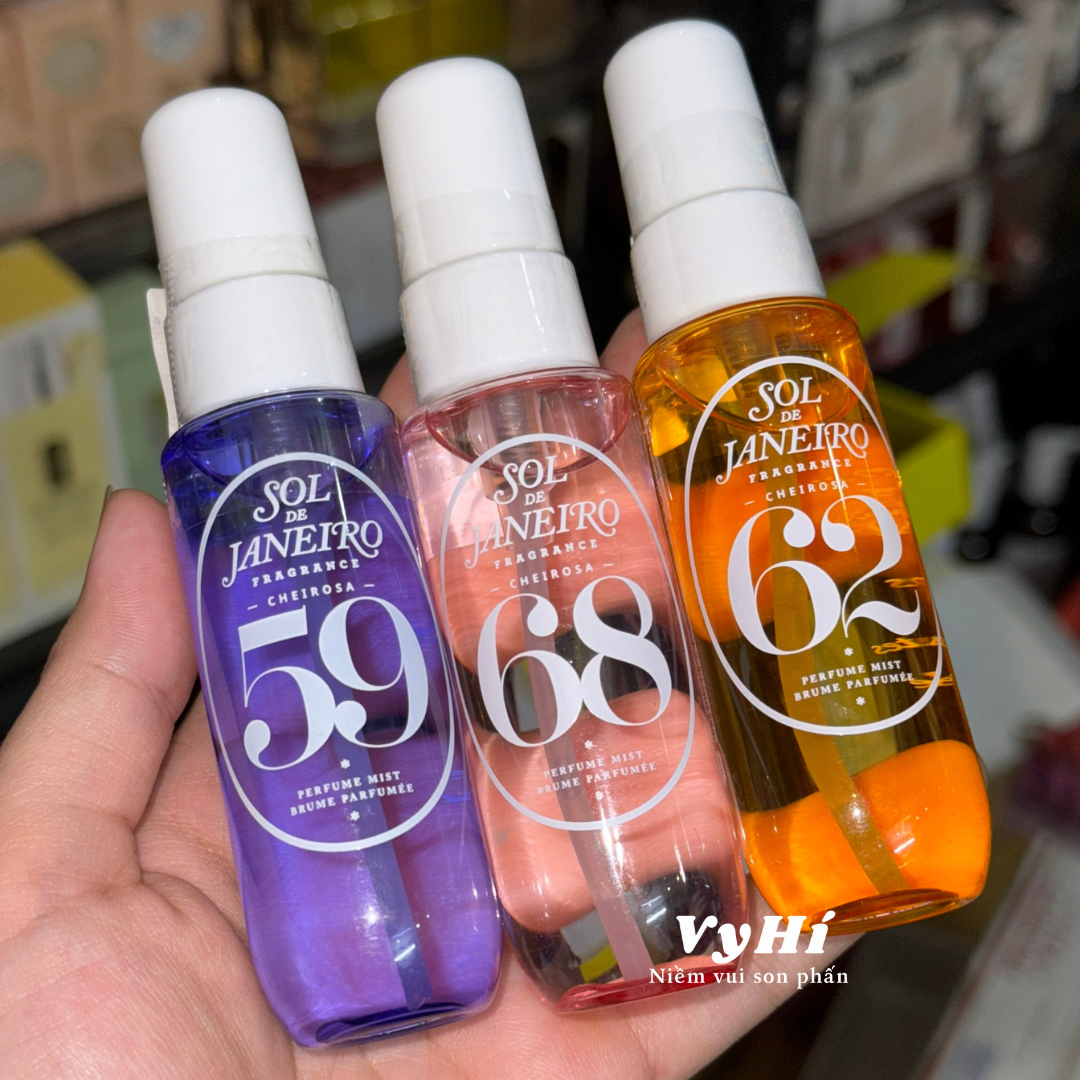 SOL
DE
JANEIRO
FRAGRANCE
– CHEIROSA –
59
PERFUME MIST
BRUME PARFUMÉE
SOL
DE
JANEIRO
FRAGRANCE
– CHEIROSA –
68
PERFUME MIST
BRUME PARFUMÉE
SOL
DE
JANEIRO
FRAGRANCE
– CHEIROSA –
62
PERFUME MIST
BRUME PARFUMÉE
VyHí
Niềm vui son phấn